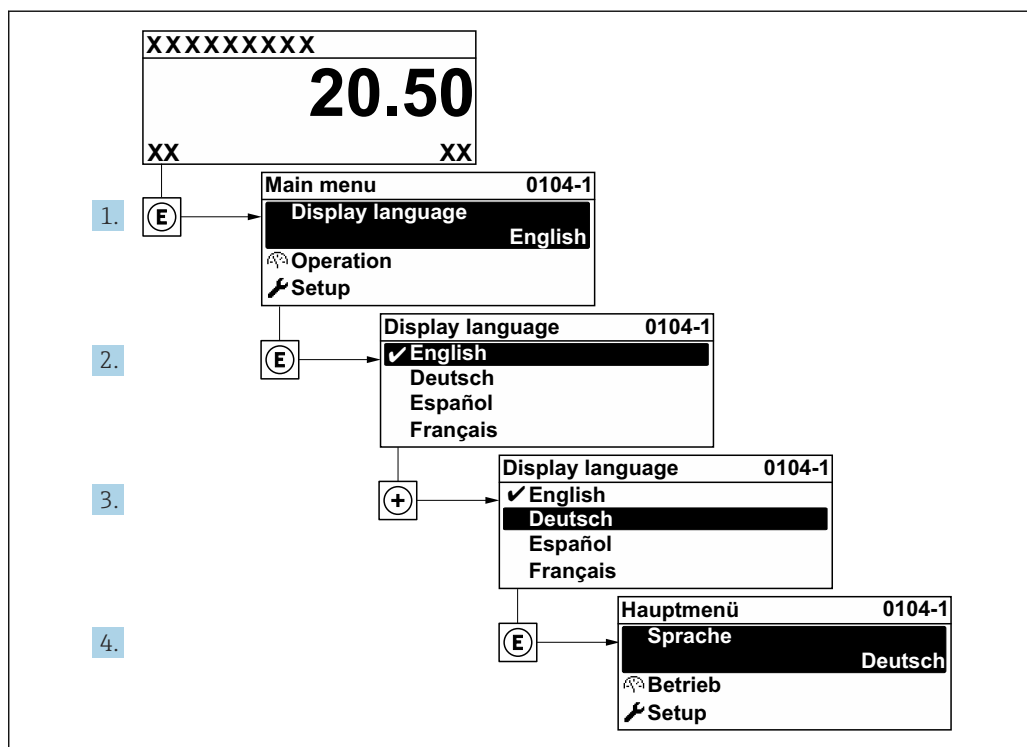 XXXXXXXXX
20.50
XX XX
1. E
Main menu 0104-1
Display language
English
Operation
Setup
2. E
Display language 0104-1
✔English
Deutsch
Español
Français
3. +
Display language 0104-1
✔English
Deutsch
Español
Français
4. E
Hauptmenü 0104-1
Sprache
Deutsch
Betrieb
Setup